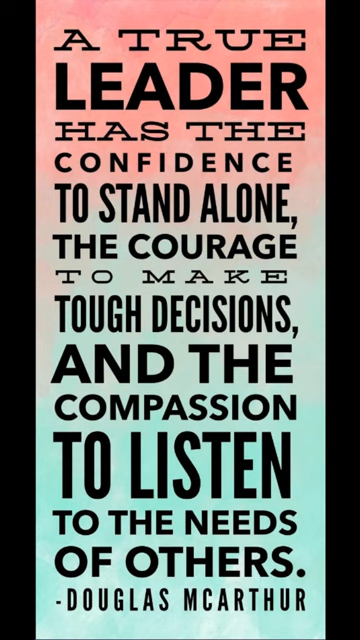 A TRUE
LEADER
HAS THE
CONFIDENCE
TO STAND ALONE,
THE COURAGE
TO MAKE
TOUGH DECISIONS,
AND THE
COMPASSION
TO LISTEN
TO THE NEEDS
OF OTHERS.
-DOUGLAS MCARTHUR